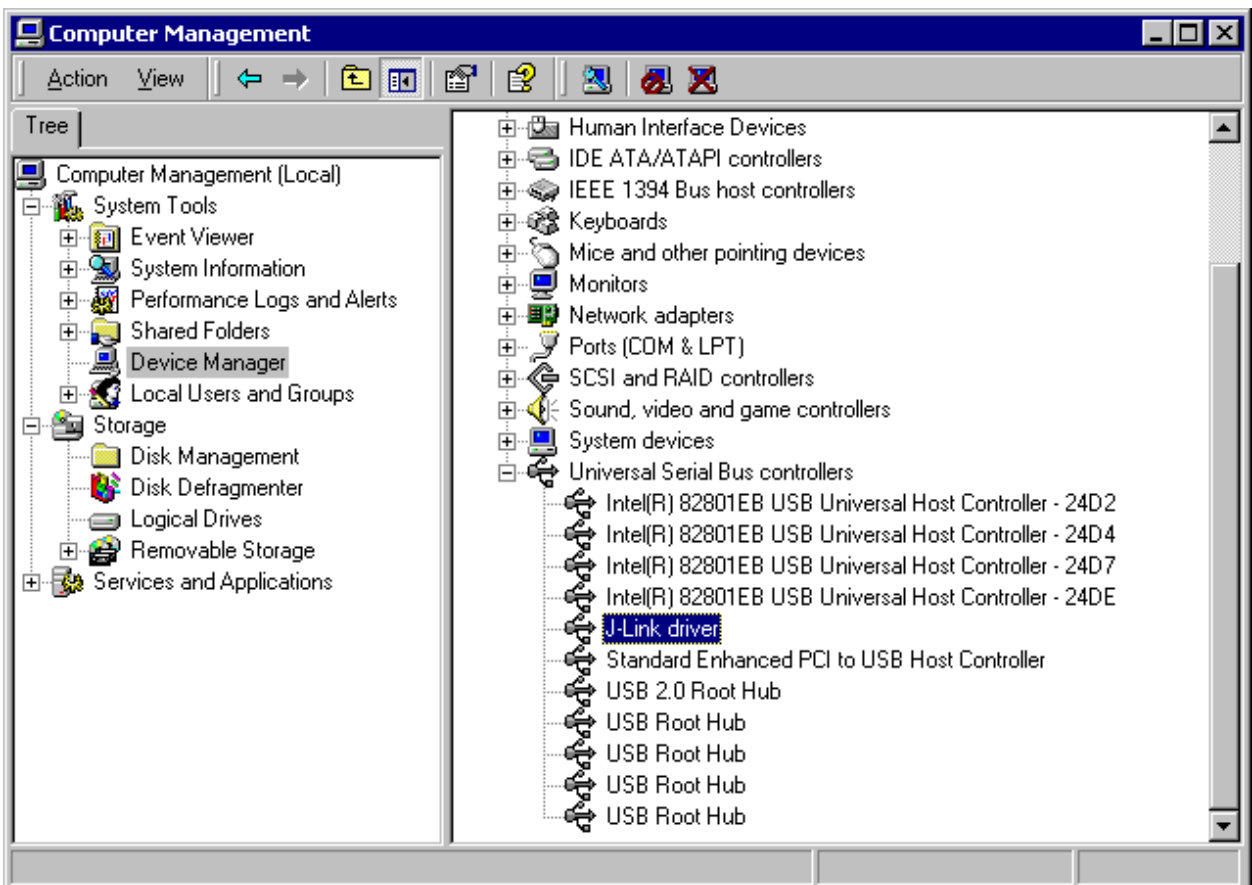 Computer Management
Action View
Tree
Computer Management (Local)
System Tools
Event Viewer
System Information
Performance Logs and Alerts
Shared Folders
Device Manager
Local Users and Groups
Storage
Disk Management
Disk Defragmenter
Logical Drives
Removable Storage
Services and Applications
Human Interface Devices
IDE ATA/ATAPI controllers
IEEE 1394 Bus host controllers
Keyboards
Mice and other pointing devices
Monitors
Network adapters
Ports (COM & LPT)
SCSI and RAID controllers
Sound, video and game controllers
System devices
Universal Serial Bus controllers
Intel(R) 82801EB USB Universal Host Controller - 24D2
Intel(R) 82801EB USB Universal Host Controller - 24D4
Intel(R) 82801EB USB Universal Host Controller - 24D7
Intel(R) 82801EB USB Universal Host Controller - 24DE
J-Link driver
Standard Enhanced PCI to USB Host Controller
USB 2.0 Root Hub
USB Root Hub
USB Root Hub
USB Root Hub
USB Root Hub